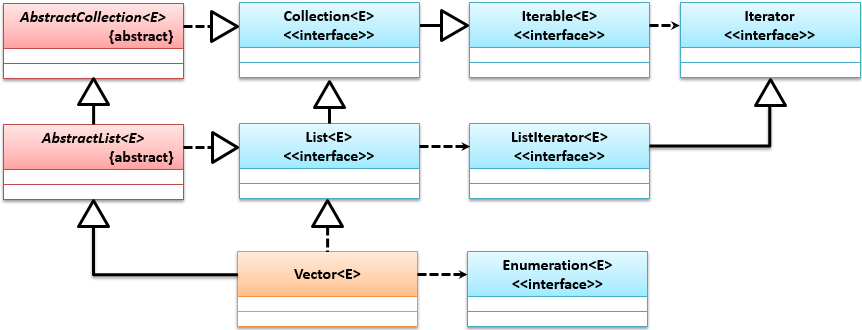 AbstractCollection<E>
{abstract}
Collection<E>
<<interface>>
Iterable<E>
<<interface>>
Iterator
<<interface>>
AbstractList<E>
{abstract}
List<E>
<<interface>>
ListIterator<E>
<<interface>>
Vector<E>
Enumeration<E>
<<interface>>